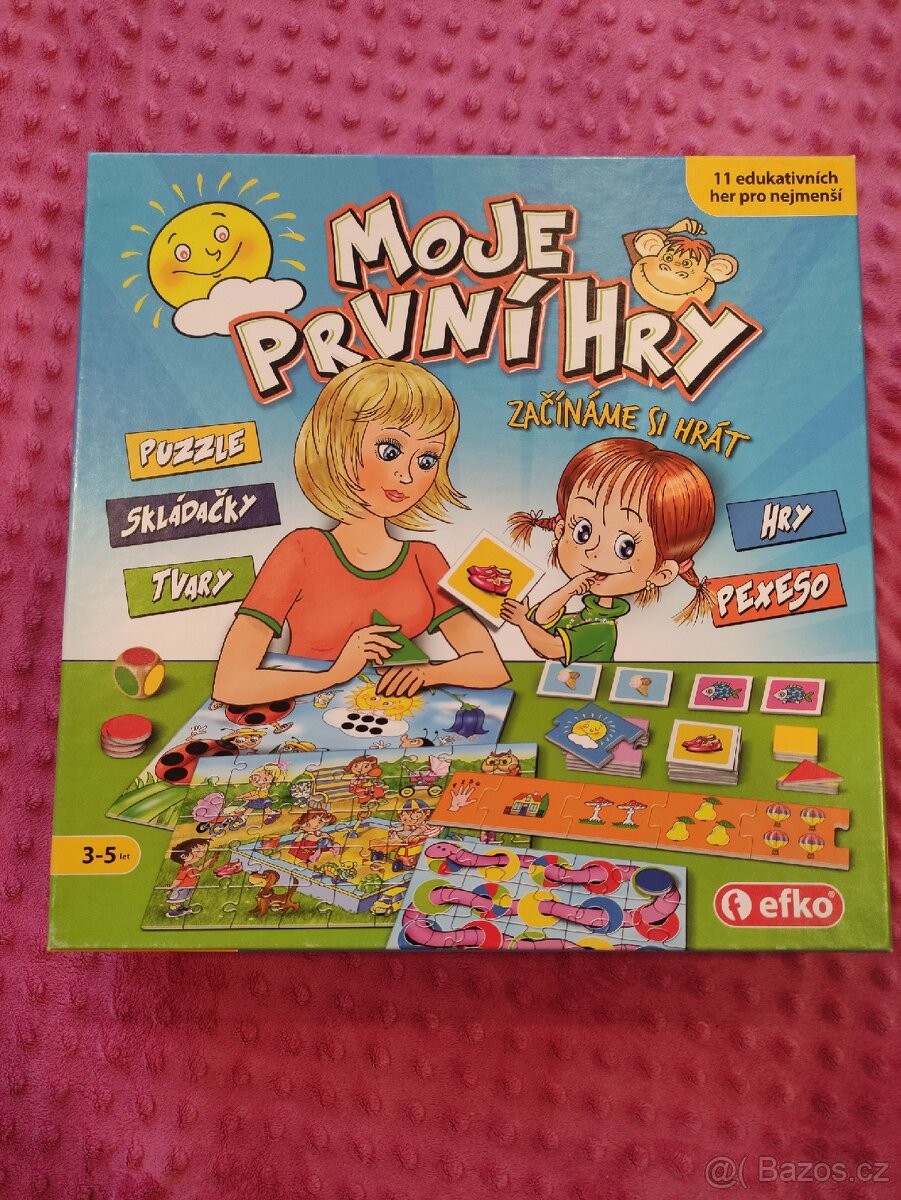 11 edukativních
her pro nejmenší
MOJE
PRVNÍ HRY
ZAČÍNÁME SI HRÁT
PUZZLE
SKLÁDAČKY
TVARY
HRY
PEXESO
3-5 let
efko®
@( Bazos.cz